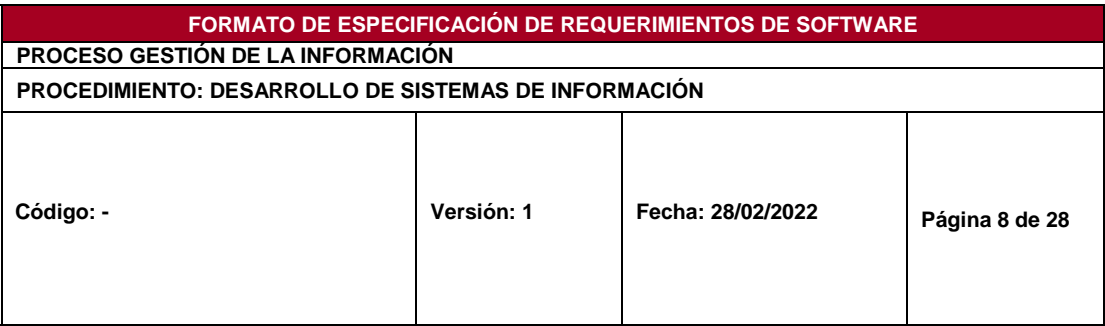 FORMATO DE ESPECIFICACIÓN DE REQUERIMIENTOS DE SOFTWARE
PROCESO GESTIÓN DE LA INFORMACIÓN
PROCEDIMIENTO: DESARROLLO DE SISTEMAS DE INFORMACIÓN
Código: - Versión: 1 Fecha: 28/02/2022 Página 8 de 28